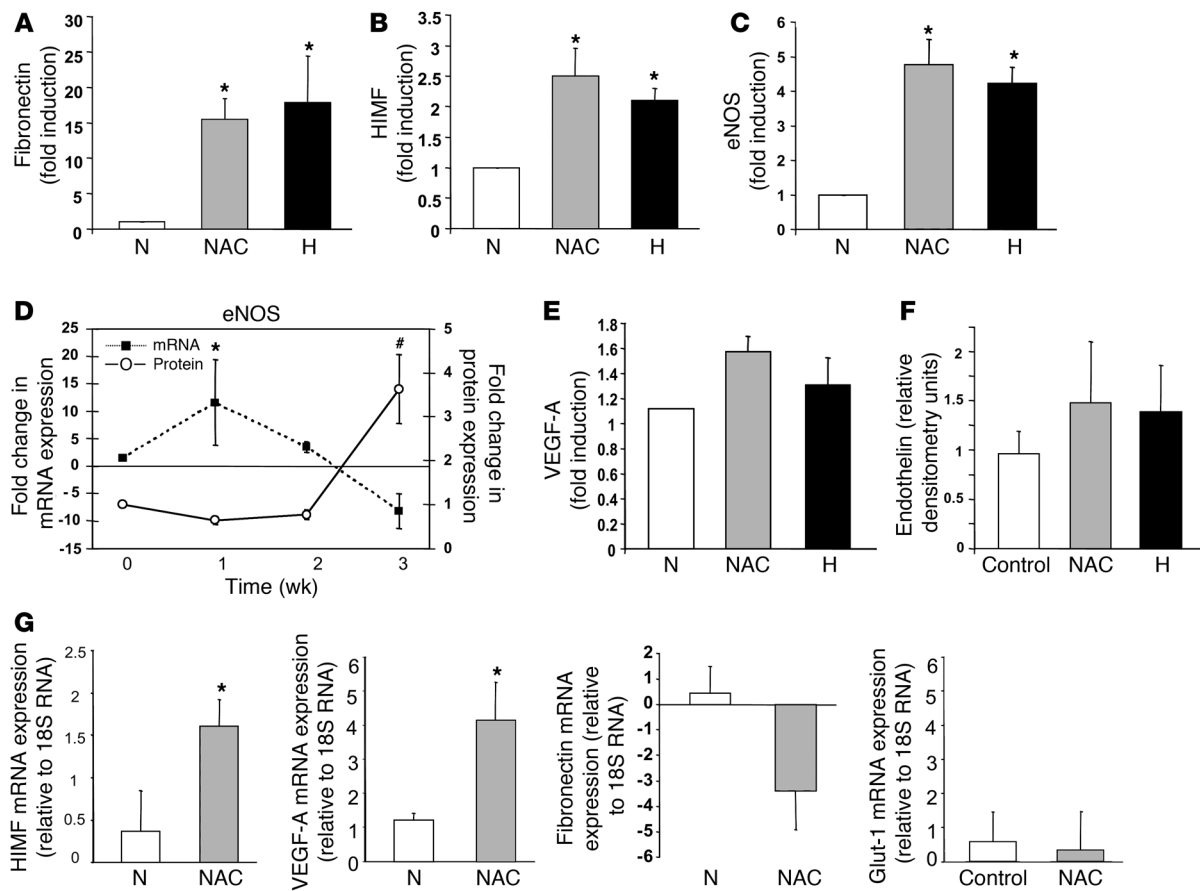 A
Fibronectin
(fold induction)
30
25
20
15
10
5
0
*
*
N
NAC
H
B
HIMF
(fold induction)
3.5
3
2.5
2
1.5
1
0.5
0
*
*
N
NAC
H
C
eNOS
(fold induction)
6
5
4
3
2
1
0
*
*
N
NAC
H
D
eNOS
Fold change in
mRNA expression
25
20
15
10
5
0
-5
-10
-15
mRNA
Protein
*
#
5
4
3
2
1
0
Fold change in
protein expression
0
1
2
3
Time (wk)
E
VEGF-A
(fold induction)
1.8
1.6
1.4
1.2
1
0.8
0.6
0.4
0.2
0
N
NAC
H
F
Endothelin (relative
densitometry units)
2
1.5
1
0.5
0
Control
NAC
H
G
HIMF mRNA expression
(relative to 18S RNA)
2.5
2
1.5
1
0.5
0
*
N
NAC
VEGF-A mRNA expression
(relative to 18S RNA)
6
5
4
3
2
1
0
*
N
NAC
Fibronectin mRNA
expression (relative
to 18S RNA)
2
1
0
-1
-2
-3
-4
-5
-6
N
NAC
Glut-1 mRNA expression
(relative to 18S RNA)
6
5
4
3
2
1
0
Control
NAC